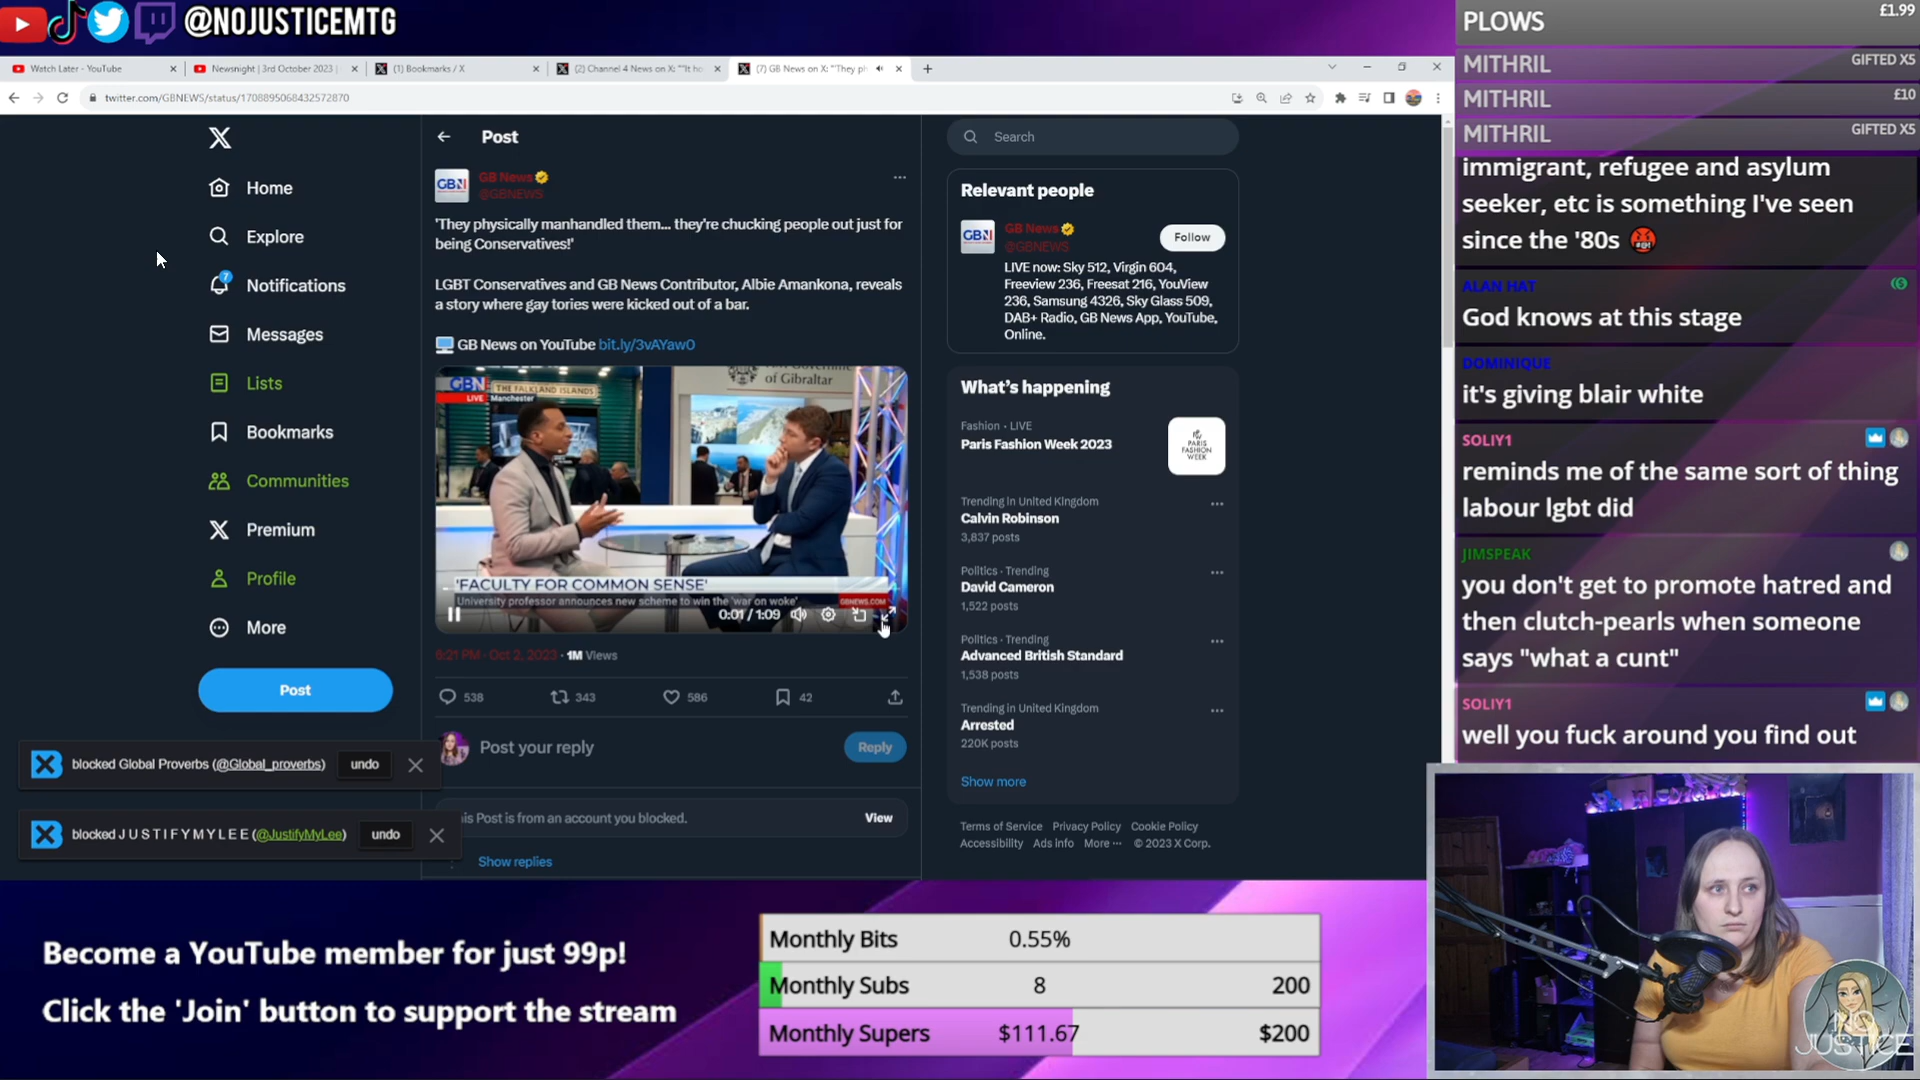 @NOJUSTICEMTG
Watch Later - YouTube
Newsnight | 3rd October 2023 |
(1) Bookmarks / X
(2) Channel 4 News on X: "It ho
(7) GB News on X: "'They ph
twitter.com/GBNEWS/status/1708895068432572870
Home
Explore
7
Notifications
Messages
Lists
Bookmarks
Communities
Premium
Profile
More
Post
Post
GBN
GB News
@GBNEWS
'They physically manhandled them... they're chucking people out just for
being Conservatives!'
LGBT Conservatives and GB News Contributor, Albie Amankona, reveals
a story where gay tories were kicked out of a bar.
GB News on YouTube bit.ly/3vAYaw0
GBN
LIVE Manchester
THE FALKLAND ISLANDS
of Gibraltar
'FACULTY FOR COMMON SENSE'
University professor announces new scheme to win the 'war on woke'
GBNEWS.COM
0:01 / 1:09
6:21 PM · Oct 2, 2023 · 1M Views
538
343
586
42
Post your reply
Reply
is Post is from an account you blocked.
View
Show replies
blocked Global Proverbs (@Global_proverbs)
undo
blocked J U S T I F Y M Y L E E (@JustifyMyLee)
undo
Search
Relevant people
GBN
GB News
@GBNEWS
Follow
LIVE now: Sky 512, Virgin 604,
Freeview 236, Freesat 216, YouView
236, Samsung 4326, Sky Glass 509,
DAB+ Radio, GB News App, YouTube,
Online.
What's happening
Fashion · LIVE
Paris Fashion Week 2023
PARIS
FASHION
WEEK
Trending in United Kingdom
Calvin Robinson
3,837 posts
Politics · Trending
David Cameron
1,522 posts
Politics · Trending
Advanced British Standard
1,538 posts
Trending in United Kingdom
Arrested
220K posts
Show more
Terms of Service Privacy Policy Cookie Policy
Accessibility Ads info More ··· © 2023 X Corp.
PLOWS £1.99
MITHRIL GIFTED X5
MITHRIL £10
MITHRIL GIFTED X5
immigrant, refugee and asylum
seeker, etc is something I've seen
since the '80s
ALAN HAT
God knows at this stage
DOMINIQUE
it's giving blair white
SOLIY1
reminds me of the same sort of thing
labour lgbt did
JIMSPEAK
you don't get to promote hatred and
then clutch-pearls when someone
says "what a cunt"
SOLIY1
well you fuck around you find out
Become a YouTube member for just 99p!
Click the 'Join' button to support the stream
Monthly Bits 0.55%
Monthly Subs 8 200
Monthly Supers $111.67 $200
NO
JUSTICE